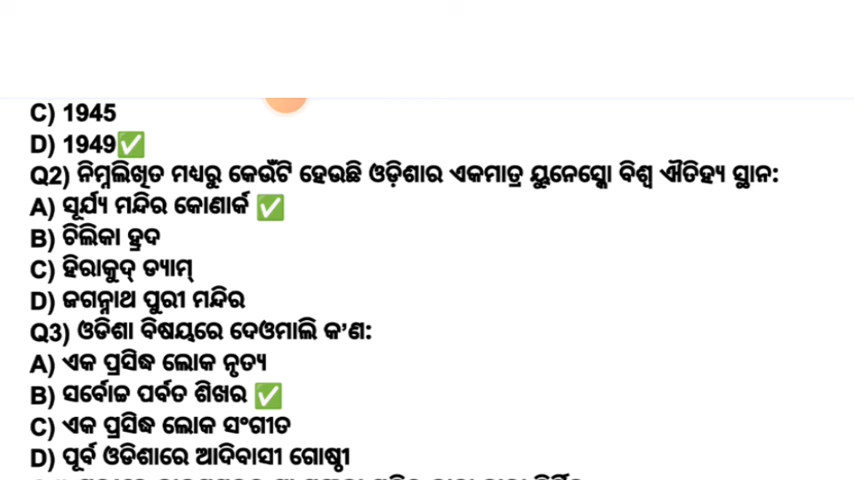 C) 1945
D) 1949✅
Q2) ନିମ୍ନଲିଖିତ ମଧ୍ୟରୁ କେଉଁଟି ହେଉଛି ଓଡ଼ିଶାର ଏକମାତ୍ର ୟୁନେସ୍କୋ ବିଶ୍ୱ ଐତିହ୍ୟ ସ୍ଥାନ:
A) ସୂର୍ଯ୍ୟ ମନ୍ଦିର କୋଣାର୍କ ✅
B) ଚିଲିକା ହ୍ରଦ
C) ହିରାକୁଦ୍ ଡ୍ୟାମ୍
D) ଜଗନ୍ନାଥ ପୁରୀ ମନ୍ଦିର
Q3) ଓଡିଶା ବିଷୟରେ ଦେଓମାଲି କ’ଣ:
A) ଏକ ପ୍ରସିଦ୍ଧ ଲୋକ ନୃତ୍ୟ
B) ସର୍ବୋଚ୍ଚ ପର୍ବତ ଶିଖର ✅
C) ଏକ ପ୍ରସିଦ୍ଧ ଲୋକ ସଂଗୀତ
D) ପୂର୍ବ ଓଡିଶାରେ ଆଦିବାସୀ ଗୋଷ୍ଠୀ